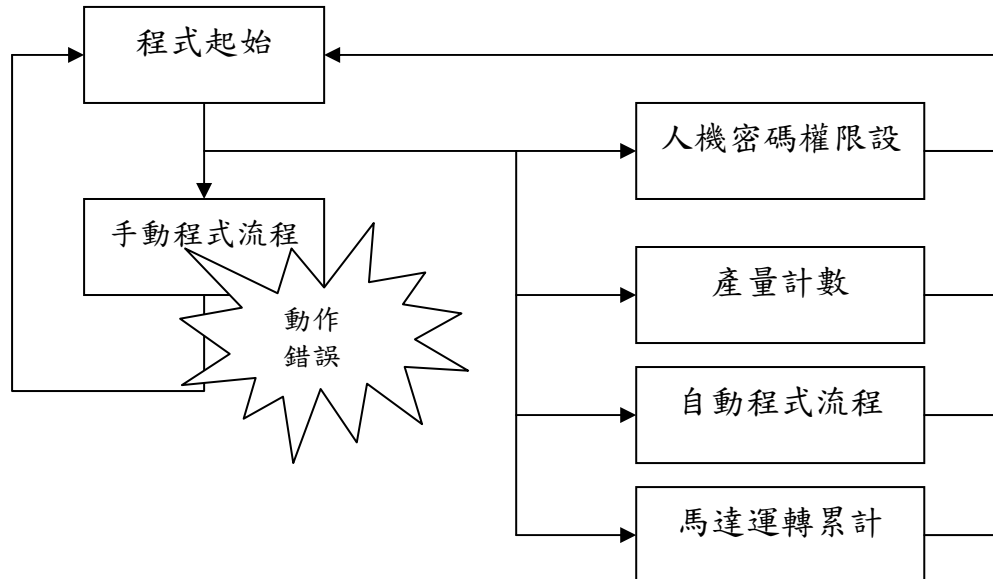 程式起始
人機密碼權限設
手動程式流程
產量計數
動作
錯誤
自動程式流程
馬達運轉累計